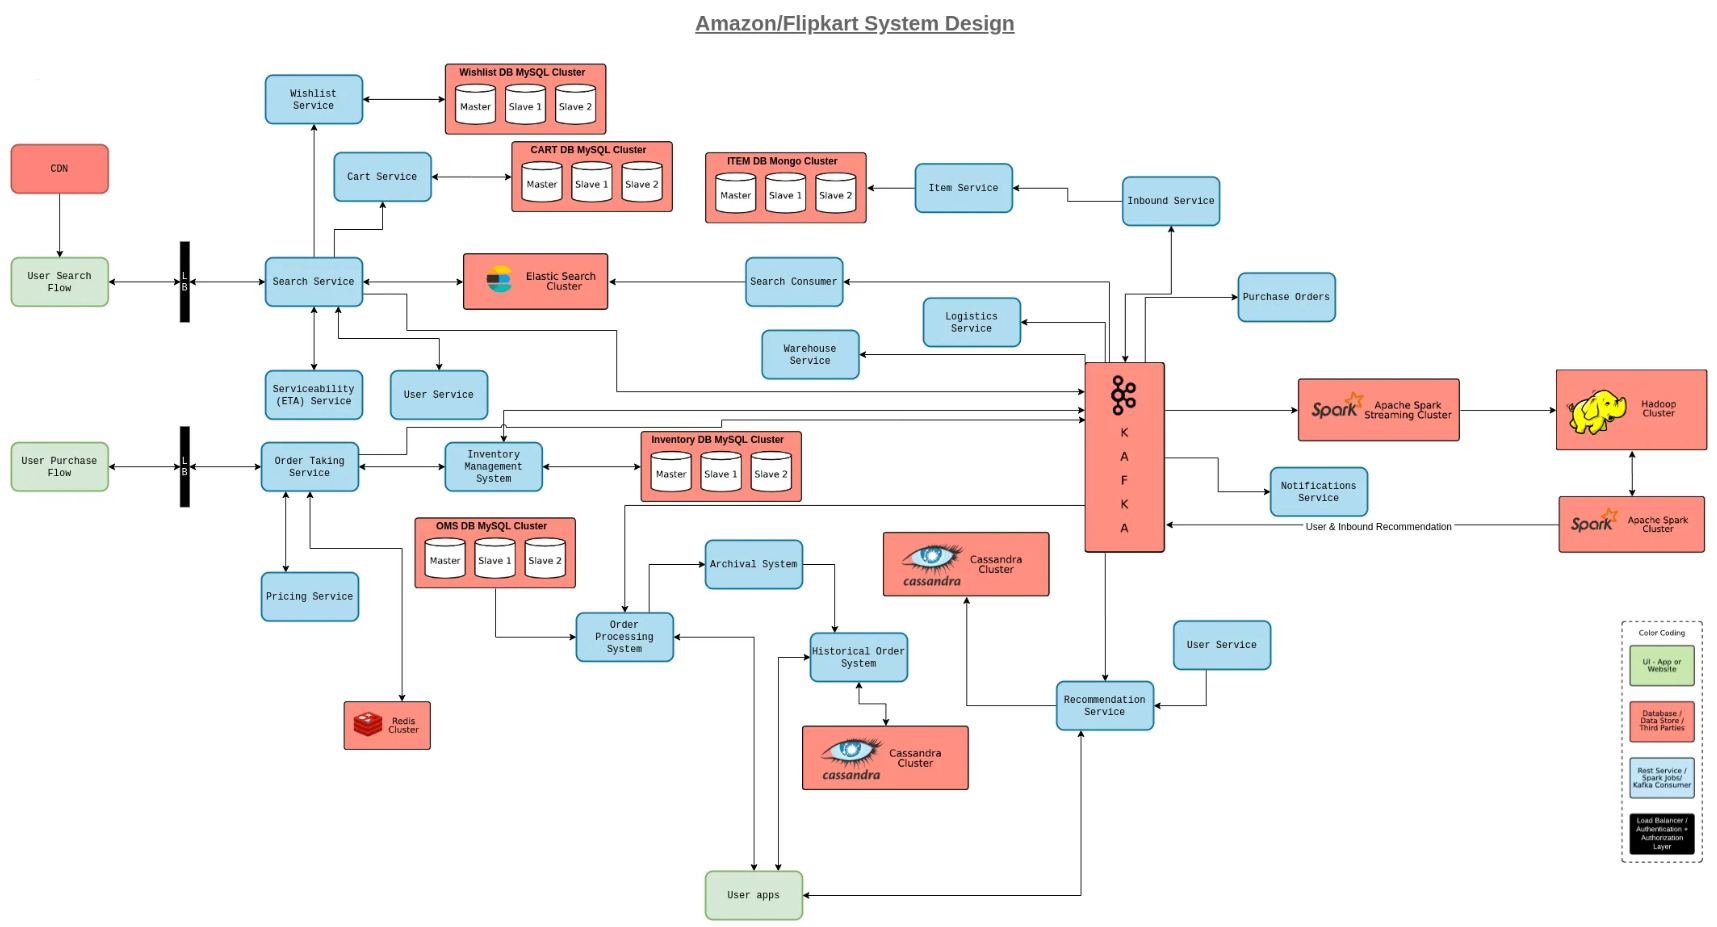 Amazon/Flipkart System Design
Wishlist DB MySQL Cluster
Wishlist
Service
Master
Slave 1
Slave 2
CDN
CART DB MySQL Cluster
Cart Service
Master
Slave 1
Slave 2
ITEM DB Mongo Cluster
Master
Slave 1
Slave 2
Item Service
Inbound Service
User Search
Flow
L
B
Search Service
Elastic Search
Cluster
Search Consumer
Purchase Orders
Logistics
Service
Warehouse
Service
Serviceability
(ETA) Service
User Service
K
A
F
K
A
Spark
Apache Spark
Streaming Cluster
Hadoop
Cluster
User Purchase
Flow
L
B
Order Taking
Service
Inventory
Management
System
Inventory DB MySQL Cluster
Master
Slave 1
Slave 2
Notifications
Service
User & Inbound Recommendation
Spark
Apache Spark
Cluster
OMS DB MySQL Cluster
Master
Slave 1
Slave 2
Archival System
cassandra
Cassandra
Cluster
Pricing Service
Order
Processing
System
Historical Order
System
User Service
Recommendation
Service
Redis
Cluster
cassandra
Cassandra
Cluster
User apps
Color Coding
UI - App or
Website
Database /
Data Store /
Third Parties
Rest Service /
Spark Jobs/
Kafka Consumer
Load Balancer /
Authentication +
Authorization
Layer